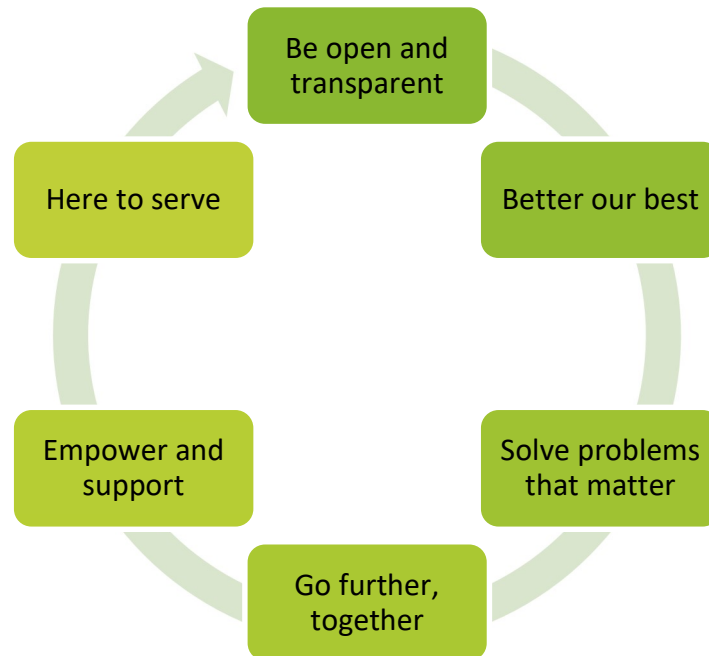 Be open and
transparent
Better our best
Solve problems
that matter
Go further,
together
Empower and
support
Here to serve